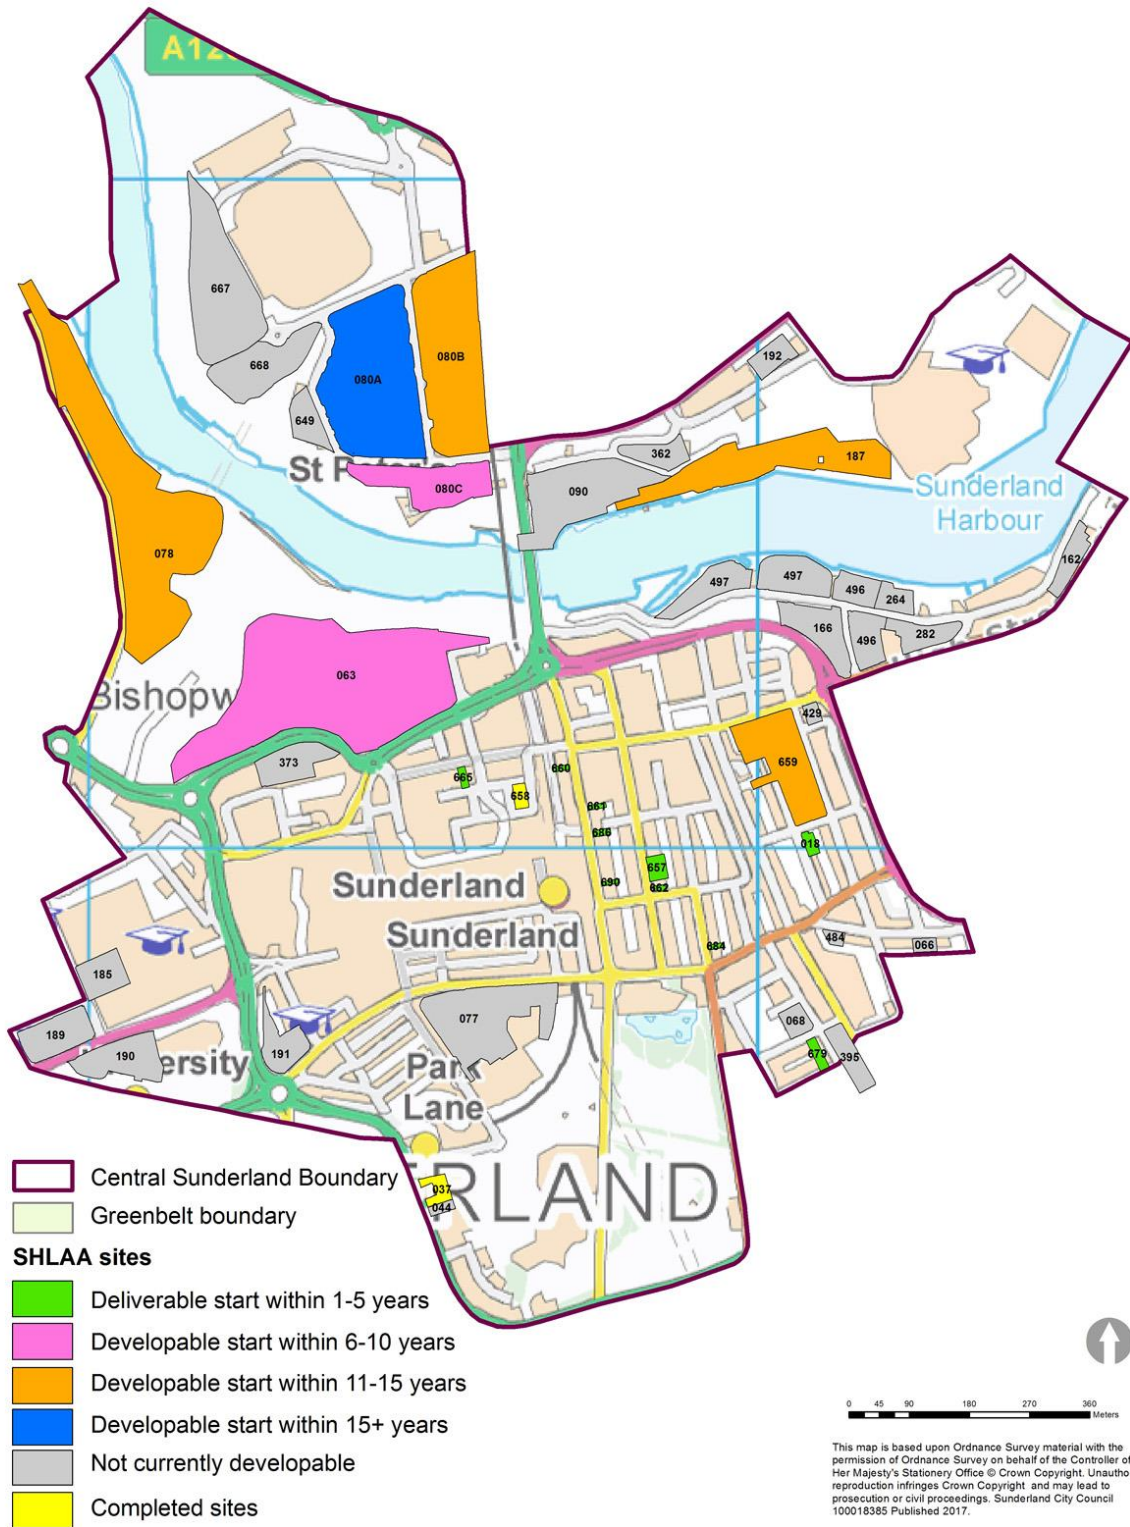 A12
667
668
649
080A
080B
080C
St Peter's
192
362
187
090
Sunderland
Harbour
078
497
497
496
264
162
166
496
282
063
Bishopw
429
373
665
658
660
659
661
686
018
657
662
690
Sunderland
Sunderland
684
484
066
185
189
190
191
ersity
077
Park
Lane
068
679
395
037
044
ERLAND
Central Sunderland Boundary
Greenbelt boundary
SHLAA sites
Deliverable start within 1-5 years
Developable start within 6-10 years
Developable start within 11-15 years
Developable start within 15+ years
Not currently developable
Completed sites
0 45 90 180 270 360
Meters
This map is based upon Ordnance Survey material with the
permission of Ordnance Survey on behalf of the Controller of
Her Majesty's Stationery Office © Crown Copyright. Unautho
reproduction infringes Crown Copyright and may lead to
prosecution or civil proceedings. Sunderland City Council
100018385 Published 2017.